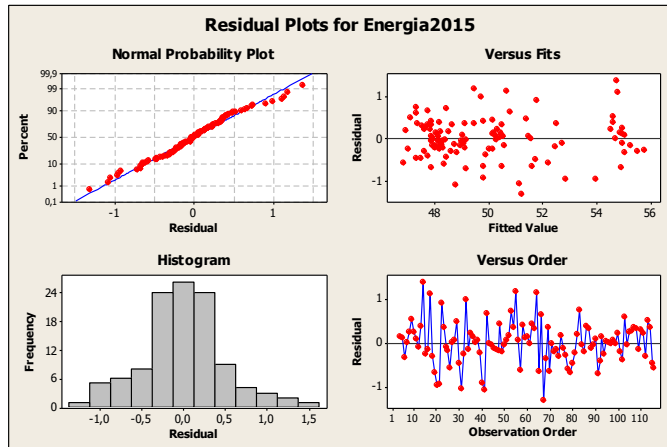 Residual Plots for Energia2015
Normal Probability Plot
99,9
99
90
50
10
1
0,1
Percent
-1 0 1
Residual
Versus Fits
1
0
-1
Residual
48 50 52 54 56
Fitted Value
Histogram
24
18
12
6
0
Frequency
-1,0 -0,5 0,0 0,5 1,0 1,5
Residual
Versus Order
1
0
-1
Residual
1 10 20 30 40 50 60 70 80 90 100 110
Observation Order